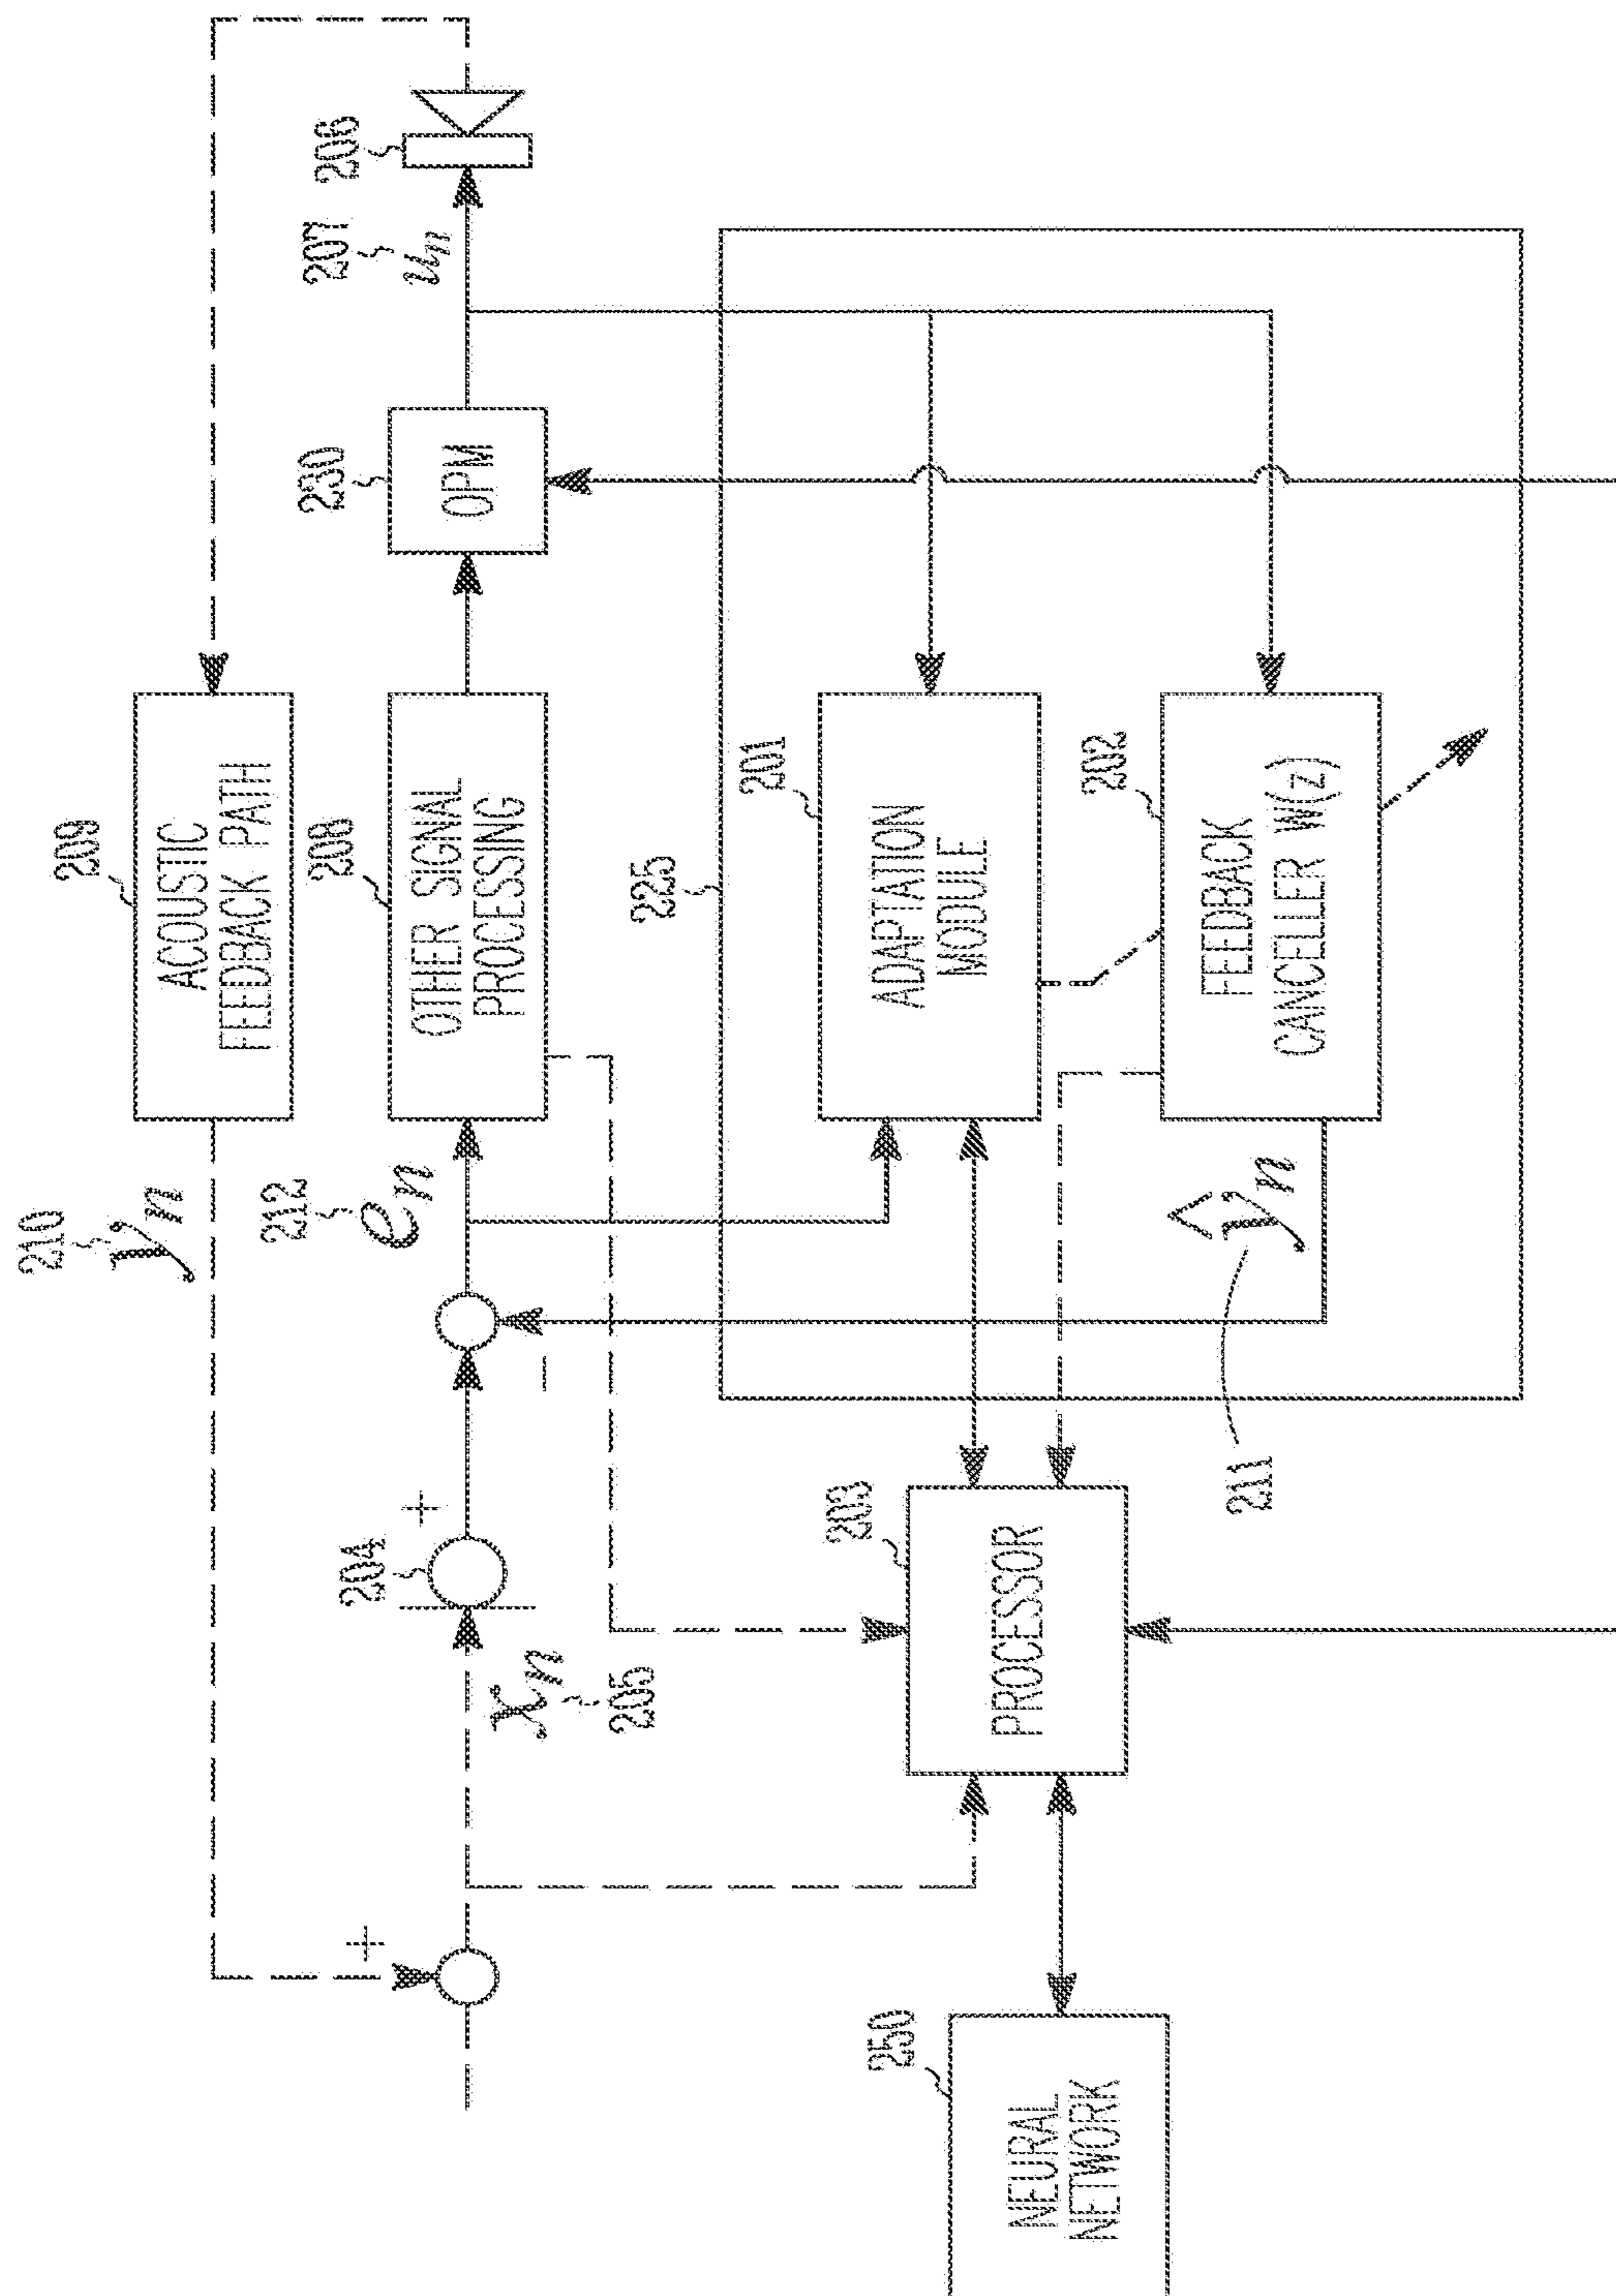 210
yn
209
ACOUSTIC
FEEDBACK PATH
+
204
+
xn
205
212
en
208
OTHER SIGNAL
PROCESSING
230
OPM
207
un
206
−
225
201
ADAPTATION
MODULE
202
FEEDBACK
CANCELLER W(z)
ŷn
211
203
PROCESSOR
250
NEURAL
NETWORK